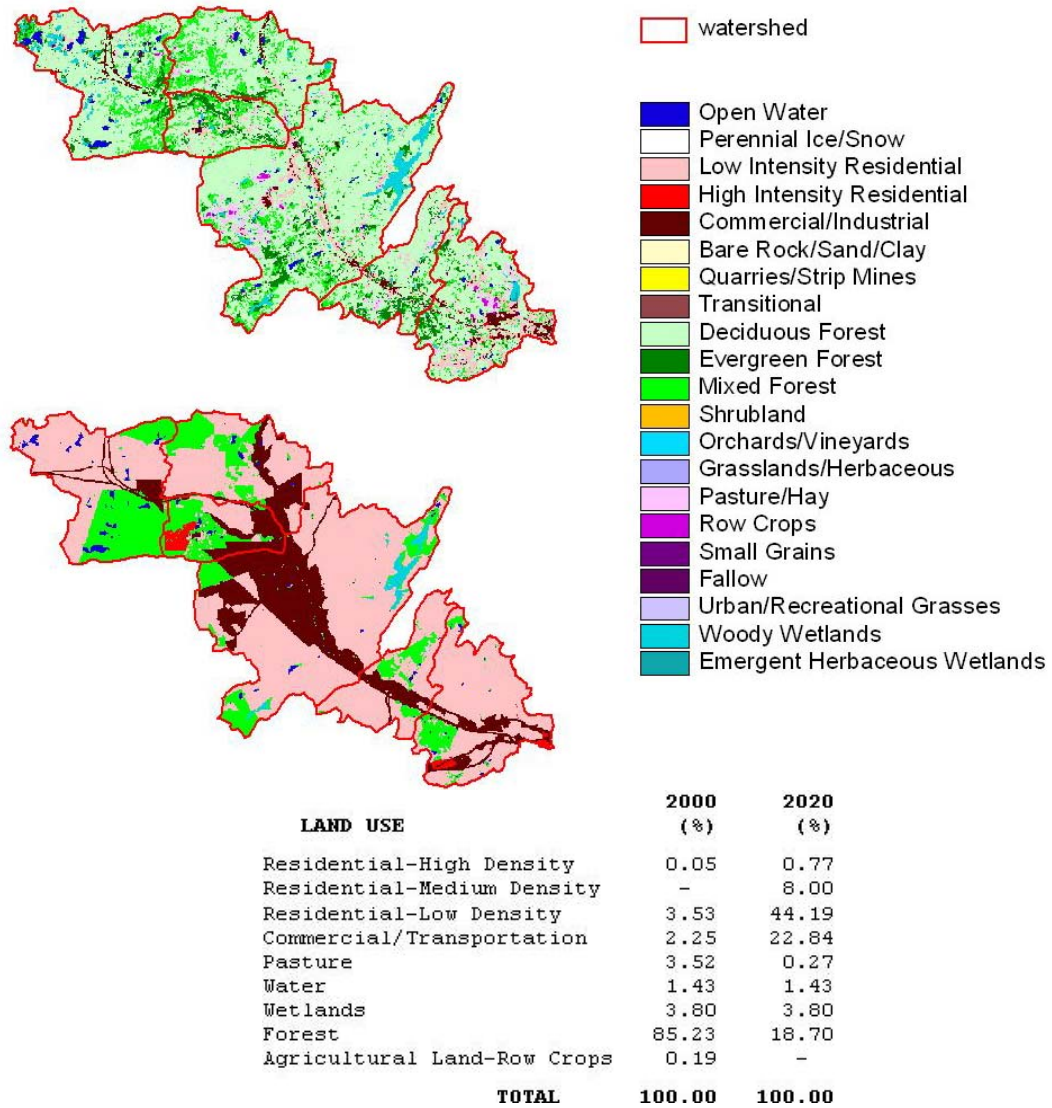 watershed
Open Water
Perennial Ice/Snow
Low Intensity Residential
High Intensity Residential
Commercial/Industrial
Bare Rock/Sand/Clay
Quarries/Strip Mines
Transitional
Deciduous Forest
Evergreen Forest
Mixed Forest
Shrubland
Orchards/Vineyards
Grasslands/Herbaceous
Pasture/Hay
Row Crops
Small Grains
Fallow
Urban/Recreational Grasses
Woody Wetlands
Emergent Herbaceous Wetlands
2000 2020
LAND USE (%) (%)
Residential-High Density 0.05 0.77
Residential-Medium Density - 8.00
Residential-Low Density 3.53 44.19
Commercial/Transportation 2.25 22.84
Pasture 3.52 0.27
Water 1.43 1.43
Wetlands 3.80 3.80
Forest 85.23 18.70
Agricultural Land-Row Crops 0.19 -
TOTAL 100.00 100.00